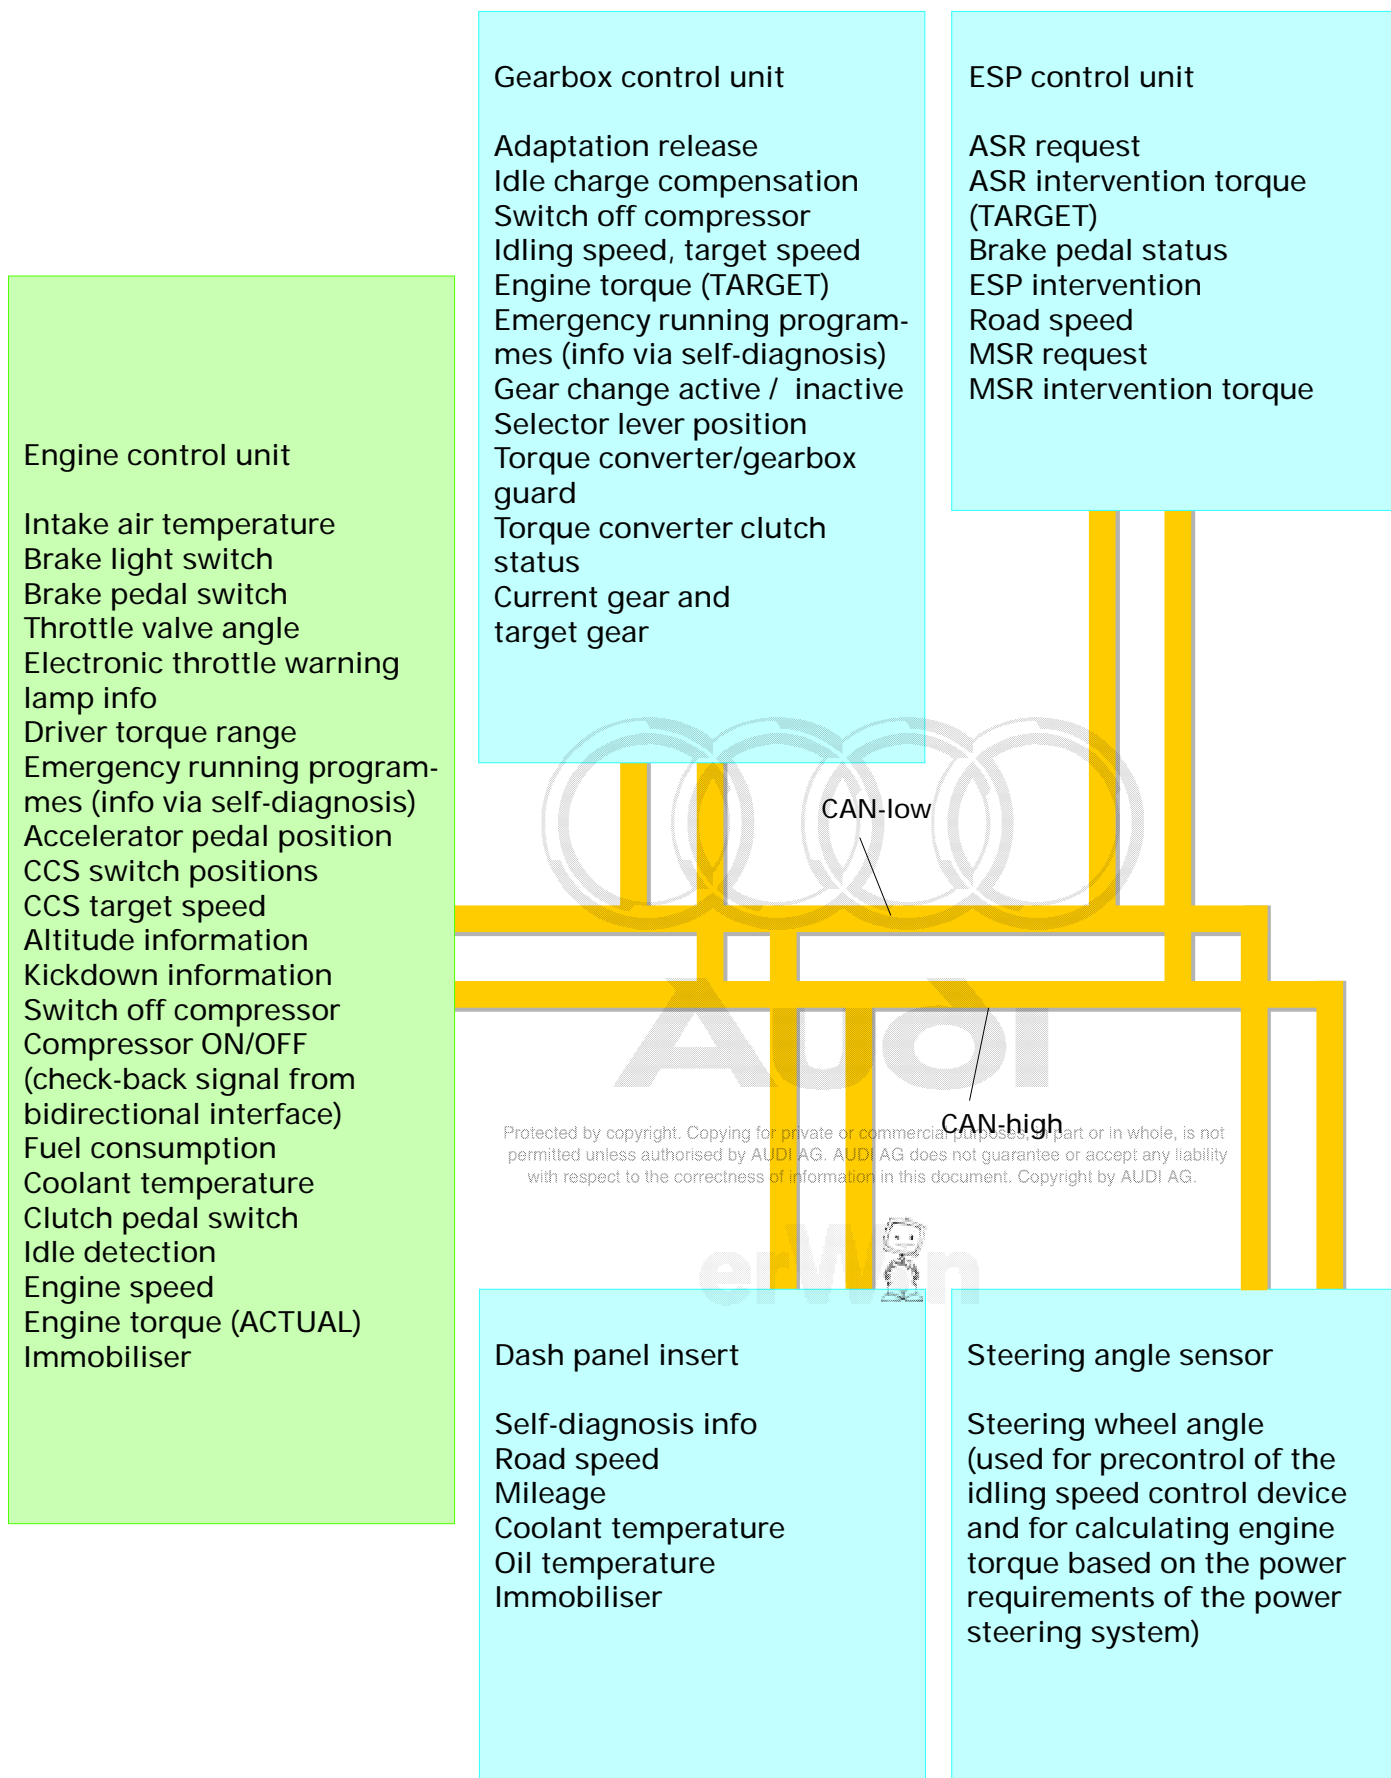 Gearbox control unit
Adaptation release
Idle charge compensation
Switch off compressor
Idling speed, target speed
Engine torque (TARGET)
Emergency running program-
mes (info via self-diagnosis)
Gear change active /  inactive
Selector lever position
Torque converter/gearbox
guard
Torque converter clutch
status
Current gear and
target gear
ESP control unit
ASR request
ASR intervention torque
(TARGET)
Brake pedal status
ESP intervention
Road speed
MSR request
MSR intervention torque
Engine control unit
Intake air temperature
Brake light switch
Brake pedal switch
Throttle valve angle
Electronic throttle warning
lamp info
Driver torque range
Emergency running program-
mes (info via self-diagnosis)
Accelerator pedal position
CCS switch positions
CCS target speed
Altitude information
Kickdown information
Switch off compressor
Compressor ON/OFF
(check-back signal from
bidirectional interface)
Fuel consumption
Coolant temperature
Clutch pedal switch
Idle detection
Engine speed
Engine torque (ACTUAL)
Immobiliser
CAN-low
Audi
CAN-high
Protected by copyright. Copying for private or commercial purposes, in part or in whole, is not
permitted unless authorised by AUDI AG. AUDI AG does not guarantee or accept any liability
with respect to the correctness of information in this document. Copyright by AUDI AG.
erWin
Dash panel insert
Self-diagnosis info
Road speed
Mileage
Coolant temperature
Oil temperature
Immobiliser
Steering angle sensor
Steering wheel angle
(used for precontrol of the
idling speed control device
and for calculating engine
torque based on the power
requirements of the power
steering system)